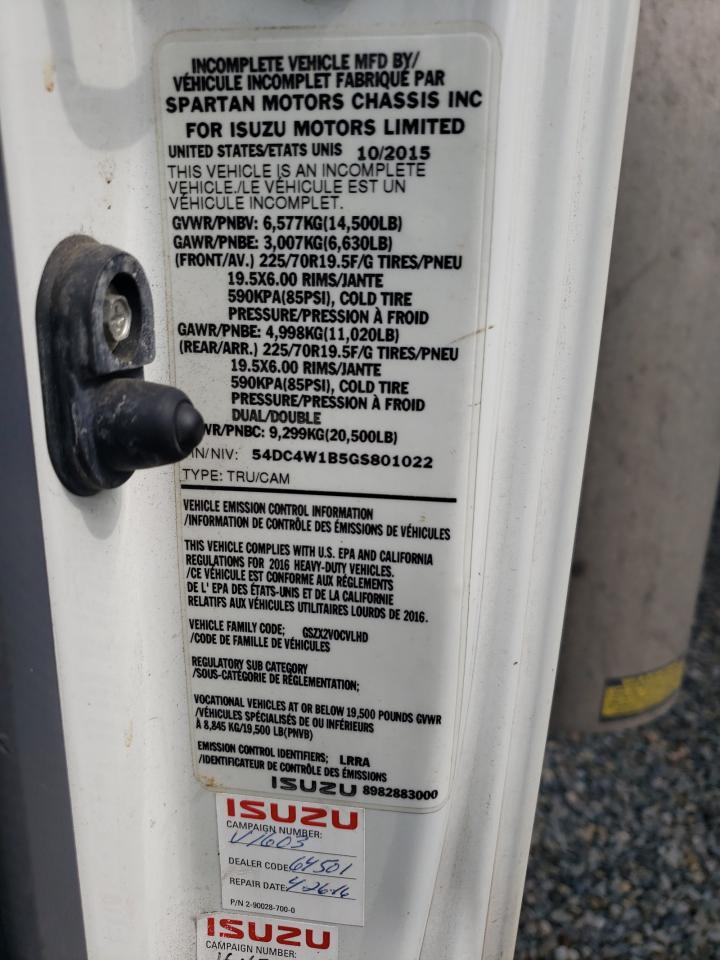 INCOMPLETE VEHICLE MFD BY/
VÉHICULE INCOMPLET FABRIQUÉ PAR
SPARTAN MOTORS CHASSIS INC
FOR ISUZU MOTORS LIMITED
UNITED STATES/ETATS UNIS 10/2015
THIS VEHICLE IS AN INCOMPLETE
VEHICLE./LE VÉHICULE EST UN
VÉHICULE INCOMPLET.
GVWR/PNBV: 6,577KG(14,500LB)
GAWR/PNBE: 3,007KG(6,630LB)
(FRONT/AV.) 225/70R19.5F/G TIRES/PNEU
19.5X6.00 RIMS/JANTE
590KPA(85PSI), COLD TIRE
PRESSURE/PRESSION À FROID
GAWR/PNBE: 4,998KG(11,020LB)
(REAR/ARR.) 225/70R19.5F/G TIRES/PNEU
19.5X6.00 RIMS/JANTE
590KPA(85PSI), COLD TIRE
PRESSURE/PRESSION À FROID
DUAL/DOUBLE
WR/PNBC: 9,299KG(20,500LB)
IN/NIV: 54DC4W1B5GS801022
TYPE: TRU/CAM
VEHICLE EMISSION CONTROL INFORMATION
/INFORMATION DE CONTRÔLE DES ÉMISSIONS DE VÉHICULES
THIS VEHICLE COMPLIES WITH U.S. EPA AND CALIFORNIA
REGULATIONS FOR 2016 HEAVY-DUTY VEHICLES.
/CE VÉHICULE EST CONFORME AUX RÈGLEMENTS
DE L' EPA DES ÉTATS-UNIS ET DE LA CALIFORNIE
RELATIFS AUX VÉHICULES UTILITAIRES LOURDS DE 2016.
VEHICLE FAMILY CODE; GSZX2VOCVLHD
/CODE DE FAMILLE DE VÉHICULES
REGULATORY SUB CATEGORY
/SOUS-CATÉGORIE DE RÉGLEMENTATION;
VOCATIONAL VEHICLES AT OR BELOW 19,500 POUNDS GVWR
/VÉHICULES SPÉCIALISÉS DE OU INFÉRIEURS
À 8,845 KG/19,500 LB(PNVB)
EMISSION CONTROL IDENTIFIERS; LRRA
/IDENTIFICATEUR DE CONTRÔLE DES ÉMISSIONS
ISUZU 8982883000
ISUZU
CAMPAIGN NUMBER:
V1603
DEALER CODE 64501
REPAIR DATE: 4-26-16
P/N 2-90028-700-0
ISUZU
CAMPAIGN NUMBER: